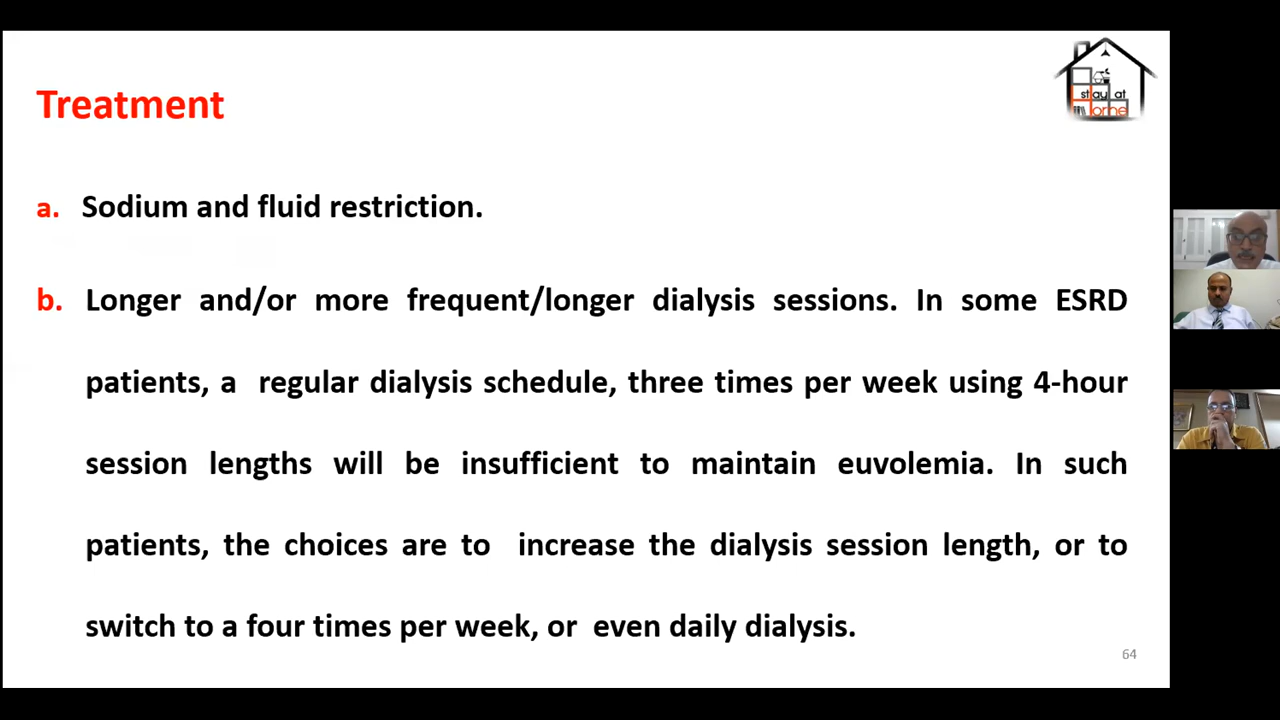 stay at
Home
Treatment
a. Sodium and fluid restriction.
b. Longer and/or more frequent/longer dialysis sessions. In some ESRD
patients, a regular dialysis schedule, three times per week using 4-hour
session lengths will be insufficient to maintain euvolemia. In such
patients, the choices are to increase the dialysis session length, or to
switch to a four times per week, or even daily dialysis.
64